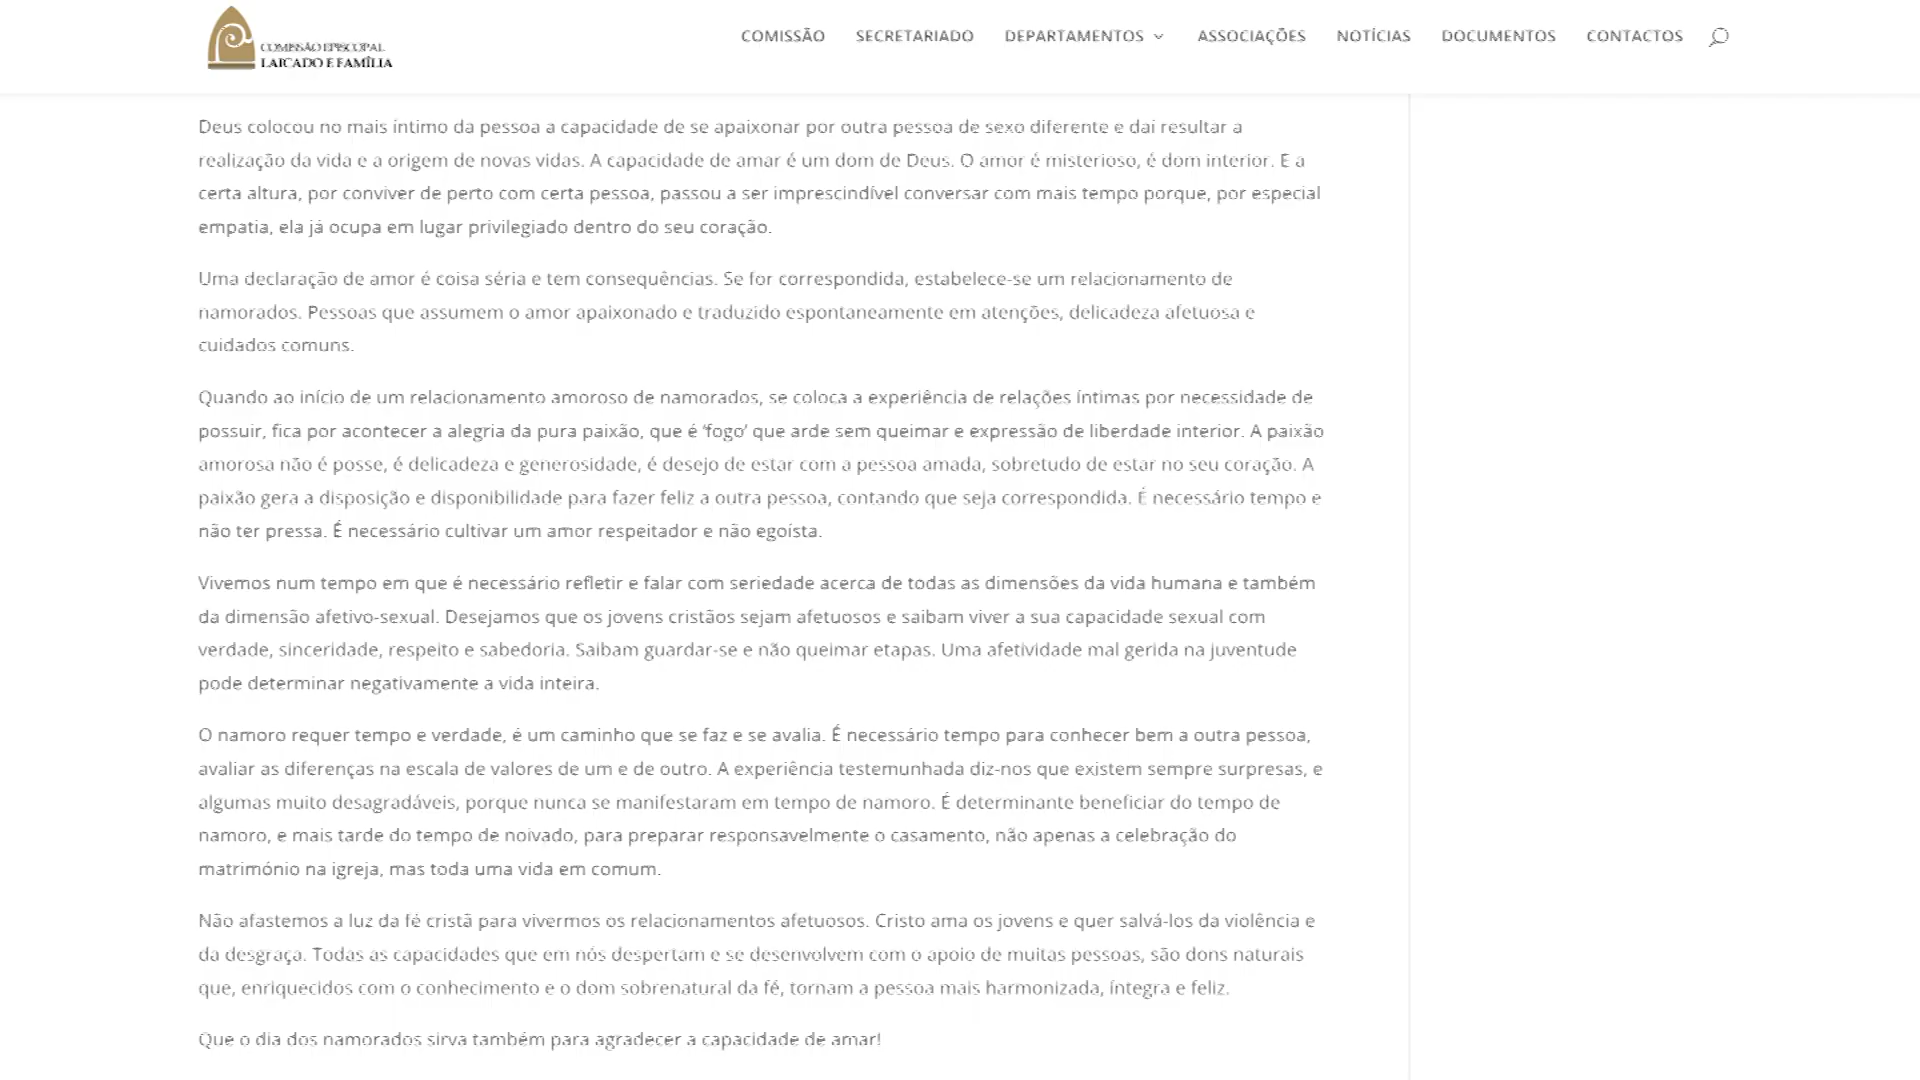 COMISSÃO EPISCOPAL
LAICADO E FAMÍLIA
COMISSÃO SECRETARIADO DEPARTAMENTOS ASSOCIAÇÕES NOTÍCIAS DOCUMENTOS CONTACTOS
Deus colocou no mais íntimo da pessoa a capacidade de se apaixonar por outra pessoa de sexo diferente e daí resultar a
realização da vida e a origem de novas vidas. A capacidade de amar é um dom de Deus. O amor é misterioso, é dom interior. E a
certa altura, por conviver de perto com certa pessoa, passou a ser imprescindível conversar com mais tempo porque, por especial
empatia, ela já ocupa em lugar privilegiado dentro do seu coração.
Uma declaração de amor é coisa séria e tem consequências. Se for correspondida, estabelece-se um relacionamento de
namorados. Pessoas que assumem o amor apaixonado e traduzido espontaneamente em atenções, delicadeza afetuosa e
cuidados comuns.
Quando ao início de um relacionamento amoroso de namorados, se coloca a experiência de relações íntimas por necessidade de
possuir, fica por acontecer a alegria da pura paixão, que é ‘fogo’ que arde sem queimar e expressão de liberdade interior. A paixão
amorosa não é posse, é delicadeza e generosidade, é desejo de estar com a pessoa amada, sobretudo de estar no seu coração. A
paixão gera a disposição e disponibilidade para fazer feliz a outra pessoa, contando que seja correspondida. É necessário tempo e
não ter pressa. É necessário cultivar um amor respeitador e não egoísta.
Vivemos num tempo em que é necessário refletir e falar com seriedade acerca de todas as dimensões da vida humana e também
da dimensão afetivo-sexual. Desejamos que os jovens cristãos sejam afetuosos e saibam viver a sua capacidade sexual com
verdade, sinceridade, respeito e sabedoria. Saibam guardar-se e não queimar etapas. Uma afetividade mal gerida na juventude
pode determinar negativamente a vida inteira.
O namoro requer tempo e verdade, é um caminho que se faz e se avalia. É necessário tempo para conhecer bem a outra pessoa,
avaliar as diferenças na escala de valores de um e de outro. A experiência testemunhada diz-nos que existem sempre surpresas, e
algumas muito desagradáveis, porque nunca se manifestaram em tempo de namoro. É determinante beneficiar do tempo de
namoro, e mais tarde do tempo de noivado, para preparar responsavelmente o casamento, não apenas a celebração do
matrimónio na igreja, mas toda uma vida em comum.
Não afastemos a luz da fé cristã para vivermos os relacionamentos afetuosos. Cristo ama os jovens e quer salvá-los da violência e
da desgraça. Todas as capacidades que em nós despertam e se desenvolvem com o apoio de muitas pessoas, são dons naturais
que, enriquecidos com o conhecimento e o dom sobrenatural da fé, tornam a pessoa mais harmonizada, íntegra e feliz.
Que o dia dos namorados sirva também para agradecer a capacidade de amar!